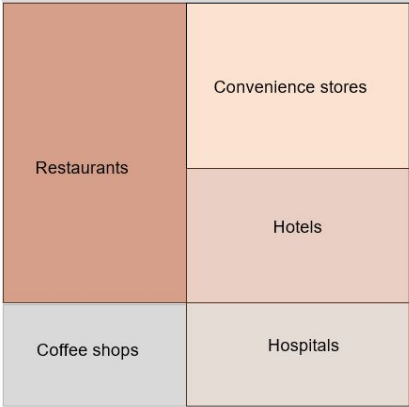 Convenience stores
Restaurants
Hotels
Hospitals
Coffee shops